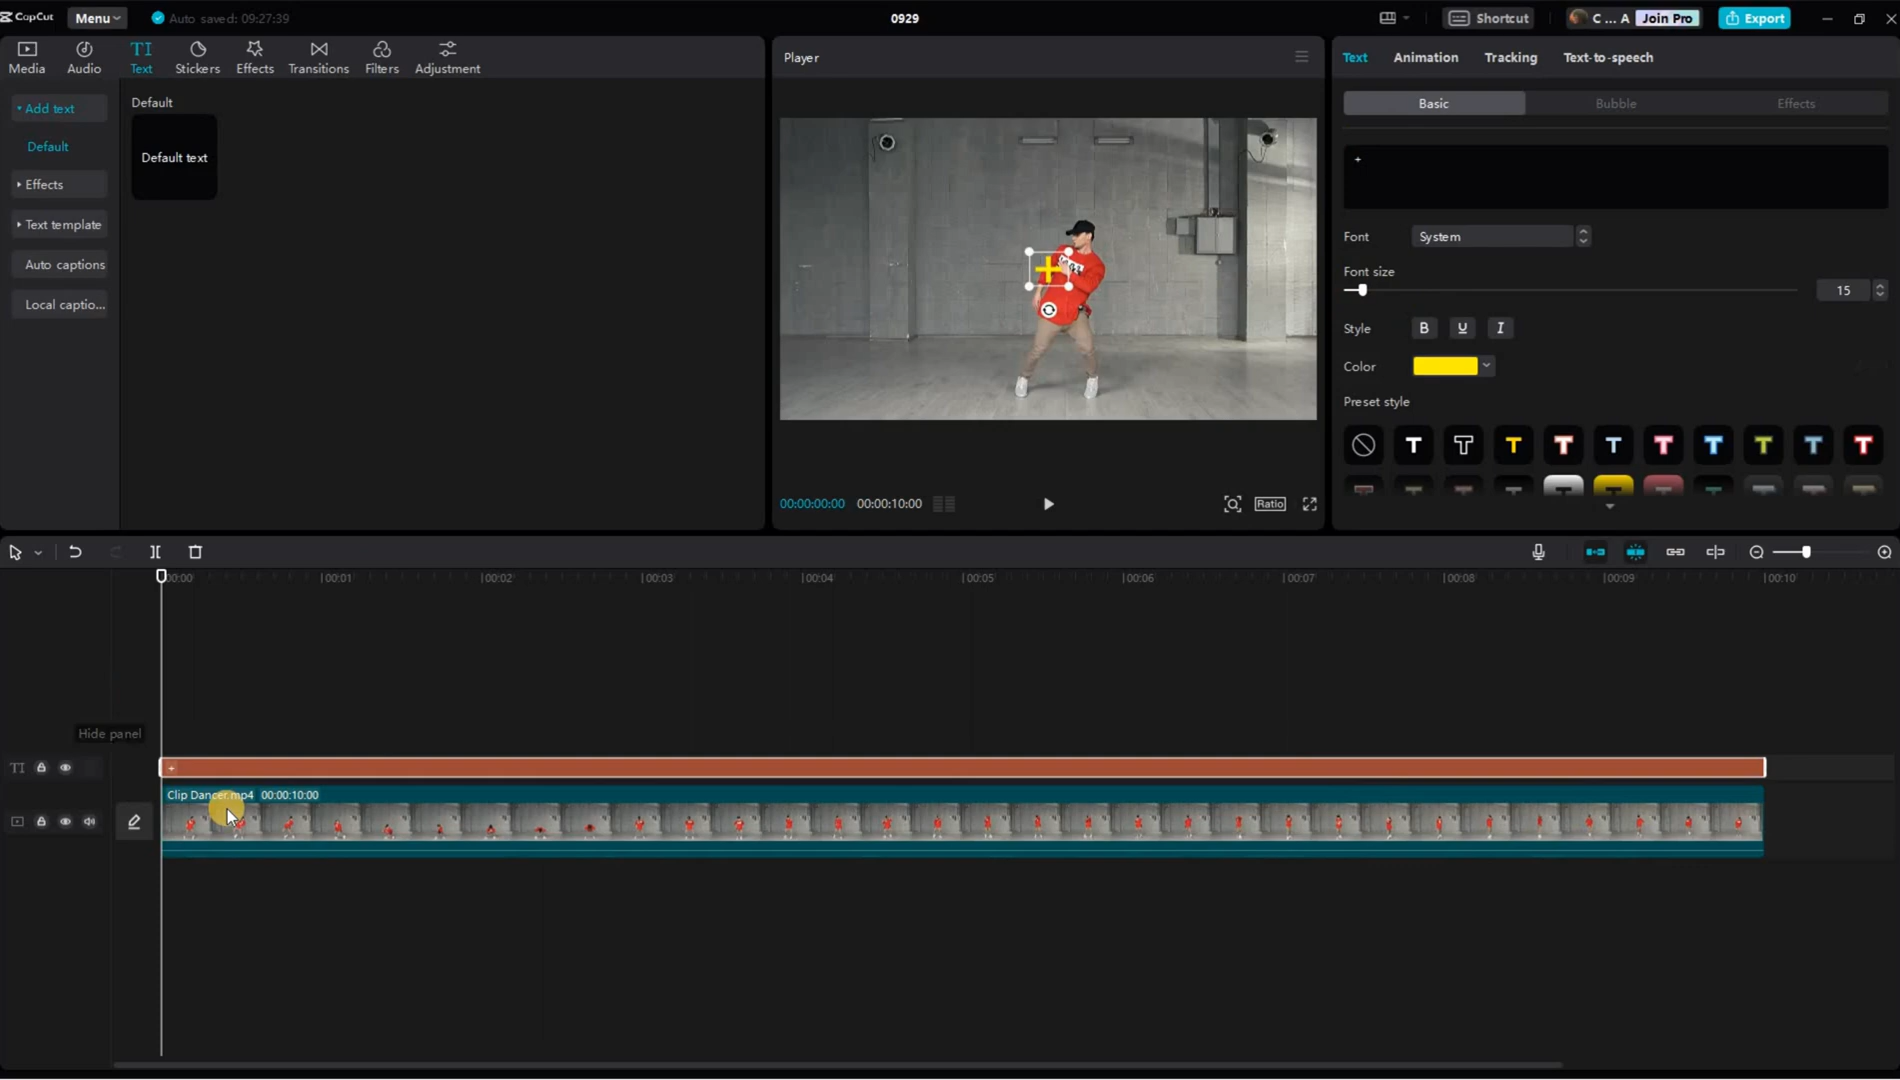 CapCut
Menu
Auto saved: 09:27:39
0929
Shortcut
C ... A
Join Pro
Export
Media
Audio
TI
Text
Stickers
Effects
Transitions
Filters
Adjustment
Add text
Default
Effects
Text template
Auto captions
Local captio...
Default
Default text
Player
00:00:00:00
00:00:10:00
Ratio
Text
Animation
Tracking
Text-to-speech
Basic
Bubble
Effects
+
Font
System
Font size
15
Style
B
U
I
Color
Preset style
T T T T T T T T T T
00:00
00:01
00:02
00:03
00:04
00:05
00:06
00:07
00:08
00:09
00:10
Hide panel
TI
+
Clip Dancer.mp4 00:00:10:00